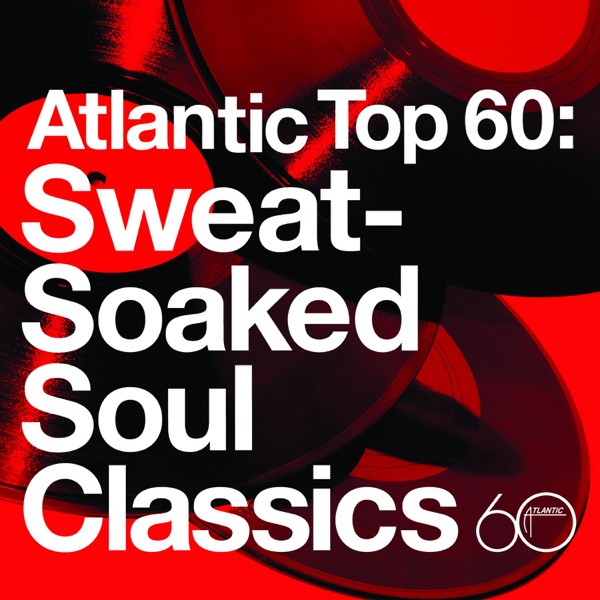 Atlantic Top 60:
Sweat-
Soaked
Soul
Classics
60 ATLANTIC